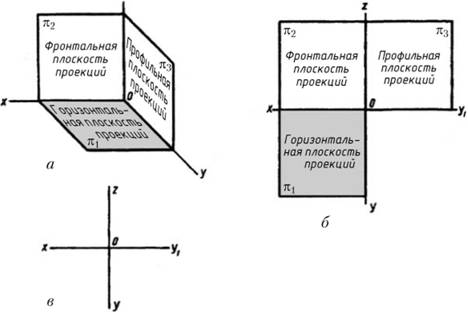 π₂
Фронтальная
плоскость
проекций
Профильная
плоскость
проекций
π₃
x
0
Горизонталь-
ная плоскость
проекций
π₁
y
а
z
π₂
π₃
Фронтальная
плоскость
проекций
Профильная
плоскость
проекций
x
0
y₁
Горизонталь-
ная плоскость
проекций
π₁
y
б
z
x
0
y₁
y
в